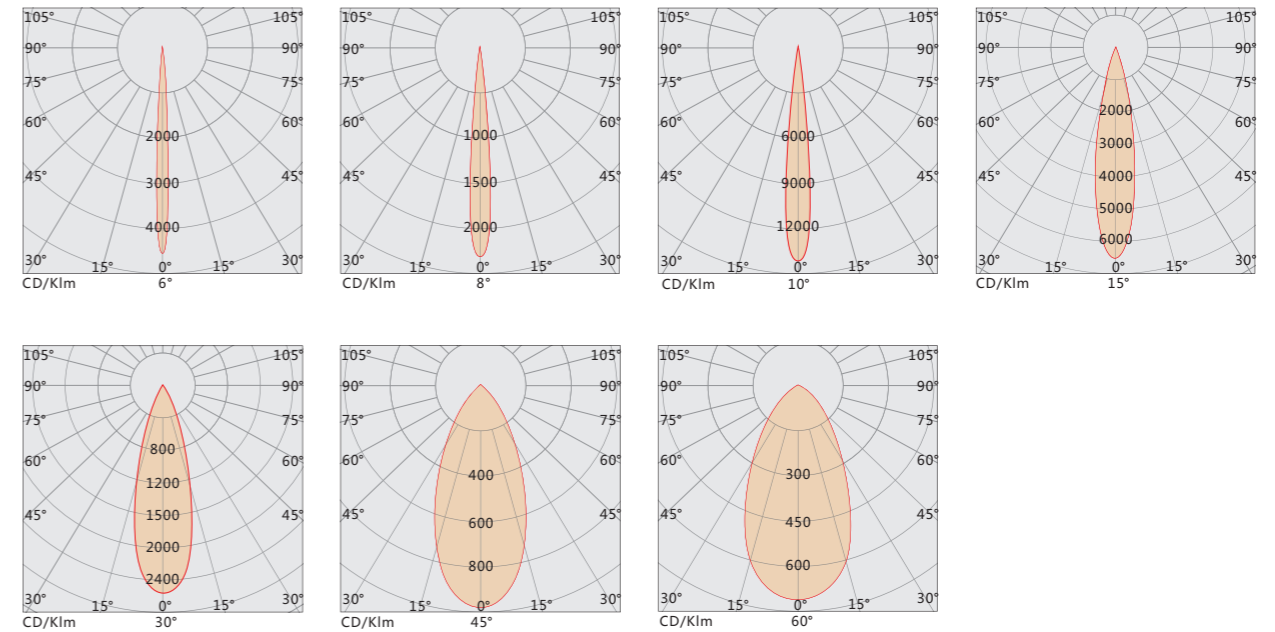 105° 105° 105° 105° 105° 105° 105° 105°
90° 90° 90° 90° 90° 90° 90° 90°
75° 75° 75° 75° 75° 75° 75° 75°
2000
60° 2000 60° 60° 1000 60° 60° 6000 60° 60° 60°
3000
45° 3000 45° 45° 1500 45° 45° 9000 45° 45° 4000 45°
5000
4000 2000 12000
6000
30° 15° 0° 15° 30° 30° 15° 0° 15° 30° 30° 15° 0° 15° 30° 30° 15° 0° 15° 30°
CD/Klm 6° CD/Klm 8° CD/Klm 10° CD/Klm 15°
105° 105° 105° 105° 105° 105°
90° 90° 90° 90° 90° 90°
75° 75° 75° 75° 75° 75°
800
60° 60° 60° 60° 60° 60°
400 300
1200
45° 1500 45° 45° 600 45° 45° 450 45°
2000
800 600
2400
30° 15° 0° 15° 30° 30° 15° 0° 15° 30° 30° 15° 0° 15° 30°
CD/Klm 30° CD/Klm 45° CD/Klm 60°